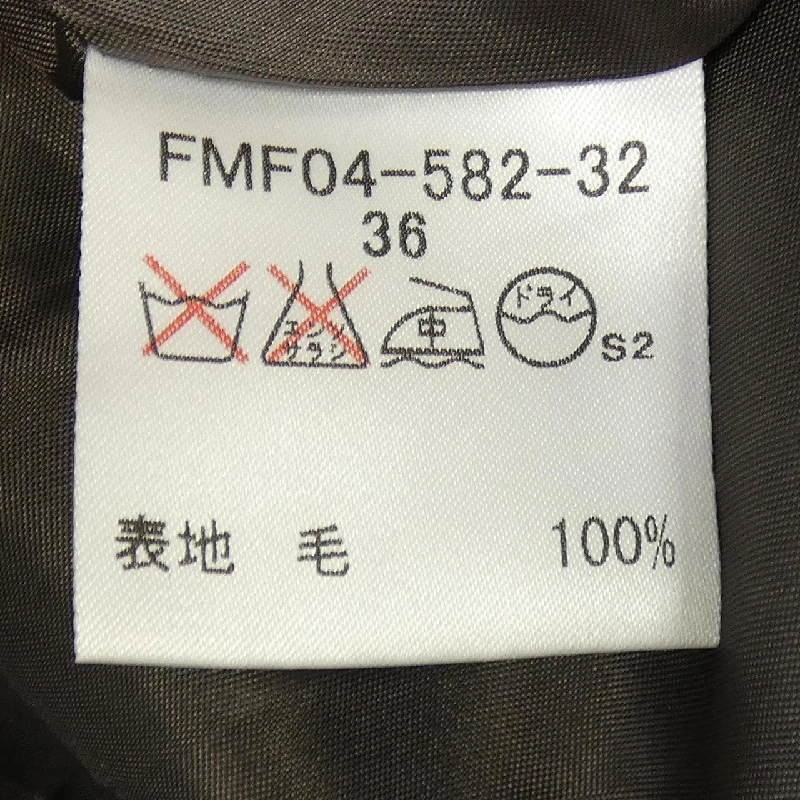 FMF04-582-32
36
エンソ
サラシ
中
ドライ
S2
表地 毛 100%